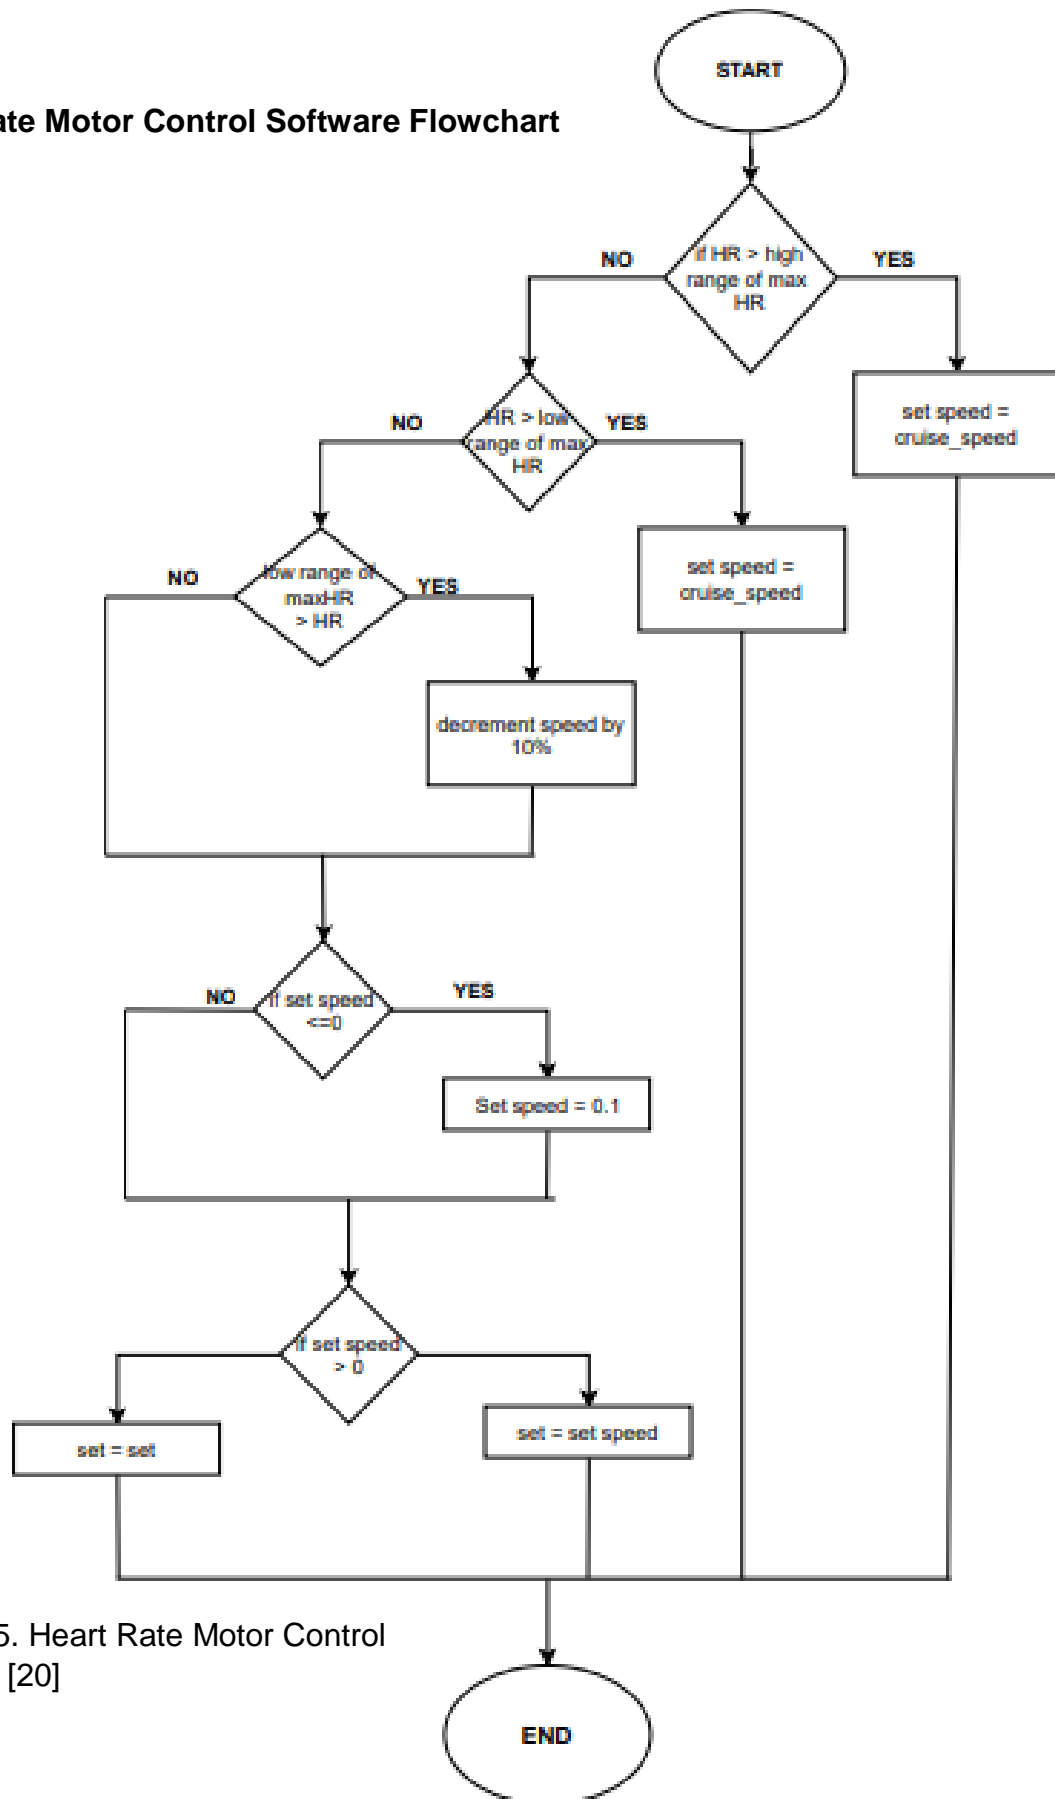 START
ate Motor Control Software Flowchart
if HR > high
range of max
HR
NO
YES
set speed =
cruise_speed
HR > low
range of max
HR
NO
YES
set speed =
cruise_speed
low range of
maxHR
> HR
NO
YES
decrement speed by
10%
if set speed
<=0
NO
YES
Set speed = 0.1
if set speed
> 0
set = set
set = set speed
5. Heart Rate Motor Control
[20]
END